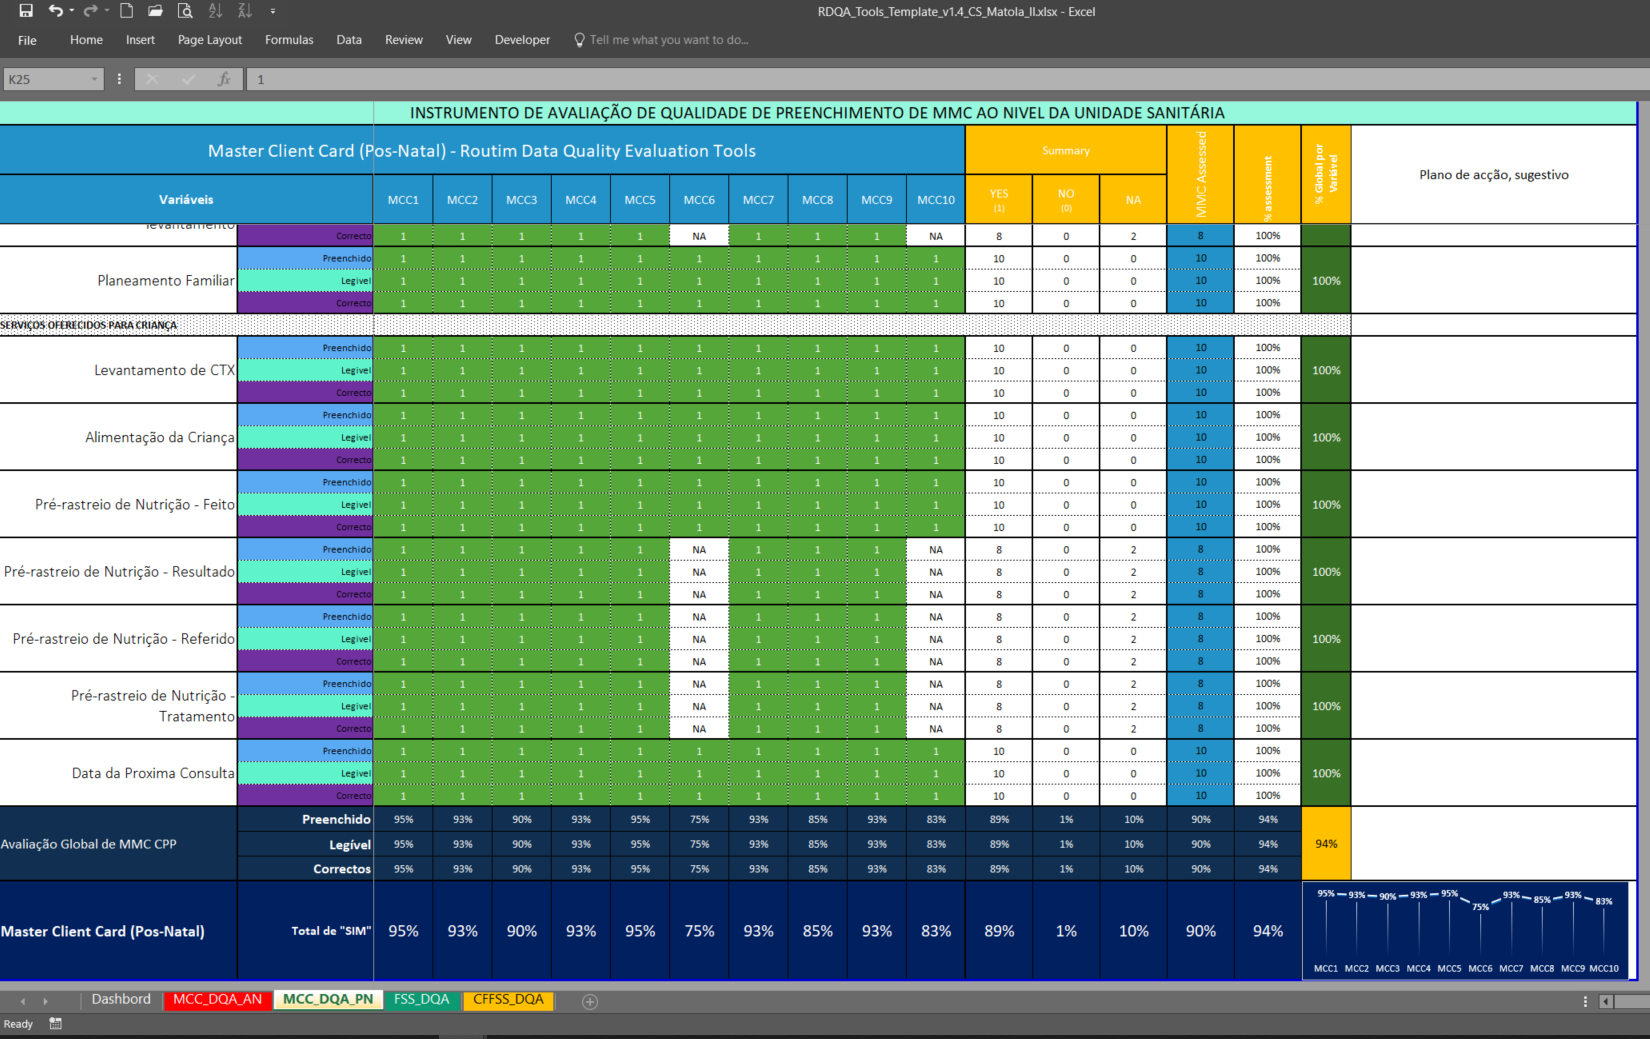 RDQA_Tools_Template_v1.4_CS_Matola_II.xlsx - Excel
File Home Insert Page Layout Formulas Data Review View Developer Tell me what you want to do...
K25 fx 1
INSTRUMENTO DE AVALIAÇÃO DE QUALIDADE DE PREENCHIMENTO DE MMC AO NIVEL DA UNIDADE SANITÁRIA
Master Client Card (Pos-Natal) - Routim Data Quality Evaluation Tools Summary MMC Assessed % assessment % Global por Variável Plano de acção, sugestivo
Variáveis MCC1 MCC2 MCC3 MCC4 MCC5 MCC6 MCC7 MCC8 MCC9 MCC10 YES (1) NO (0) NA
levantamento Correcto 1 1 1 1 1 NA 1 1 1 NA 8 0 2 8 100%
Preenchido 1 1 1 1 1 1 1 1 1 1 10 0 0 10 100%
Planeamento Familiar Legivel 1 1 1 1 1 1 1 1 1 1 10 0 0 10 100% 100%
Correcto 1 1 1 1 1 1 1 1 1 1 10 0 0 10 100%
SERVIÇOS OFERECIDOS PARA CRIANÇA
Preenchido 1 1 1 1 1 1 1 1 1 1 10 0 0 10 100%
Levantamento de CTX Legivel 1 1 1 1 1 1 1 1 1 1 10 0 0 10 100% 100%
Correcto 1 1 1 1 1 1 1 1 1 1 10 0 0 10 100%
Preenchido 1 1 1 1 1 1 1 1 1 1 10 0 0 10 100%
Alimentação da Criança Legivel 1 1 1 1 1 1 1 1 1 1 10 0 0 10 100% 100%
Correcto 1 1 1 1 1 1 1 1 1 1 10 0 0 10 100%
Preenchido 1 1 1 1 1 1 1 1 1 1 10 0 0 10 100%
Pré-rastreio de Nutrição - Feito Legivel 1 1 1 1 1 1 1 1 1 1 10 0 0 10 100% 100%
Correcto 1 1 1 1 1 1 1 1 1 1 10 0 0 10 100%
Preenchido 1 1 1 1 1 NA 1 1 1 NA 8 0 2 8 100%
Pré-rastreio de Nutrição - Resultado Legivel 1 1 1 1 1 NA 1 1 1 NA 8 0 2 8 100% 100%
Correcto 1 1 1 1 1 NA 1 1 1 NA 8 0 2 8 100%
Preenchido 1 1 1 1 1 NA 1 1 1 NA 8 0 2 8 100%
Pré-rastreio de Nutrição - Referido Legivel 1 1 1 1 1 NA 1 1 1 NA 8 0 2 8 100% 100%
Correcto 1 1 1 1 1 NA 1 1 1 NA 8 0 2 8 100%
Preenchido 1 1 1 1 1 NA 1 1 1 NA 8 0 2 8 100%
Pré-rastreio de Nutrição -
Tratamento Legivel 1 1 1 1 1 NA 1 1 1 NA 8 0 2 8 100% 100%
Correcto 1 1 1 1 1 NA 1 1 1 NA 8 0 2 8 100%
Preenchido 1 1 1 1 1 1 1 1 1 1 10 0 0 10 100%
Data da Proxima Consulta Legivel 1 1 1 1 1 1 1 1 1 1 10 0 0 10 100% 100%
Correcto 1 1 1 1 1 1 1 1 1 1 10 0 0 10 100%
Preenchido 95% 93% 90% 93% 95% 75% 93% 85% 93% 83% 89% 1% 10% 90% 94%
Avaliação Global de MMC CPP Legível 95% 93% 90% 93% 95% 75% 93% 85% 93% 83% 89% 1% 10% 90% 94% 94%
Correctos 95% 93% 90% 93% 95% 75% 93% 85% 93% 83% 89% 1% 10% 90% 94%
95% 93% 90% 93% 95% 75% 93% 85% 93% 83%
Master Client Card (Pos-Natal) Total de "SIM" 95% 93% 90% 93% 95% 75% 93% 85% 93% 83% 89% 1% 10% 90% 94%
MCC1 MCC2 MCC3 MCC4 MCC5 MCC6 MCC7 MCC8 MCC9 MCC10
Dashbord MCC_DQA_AN MCC_DQA_PN FSS_DQA CFFSS_DQA
Ready